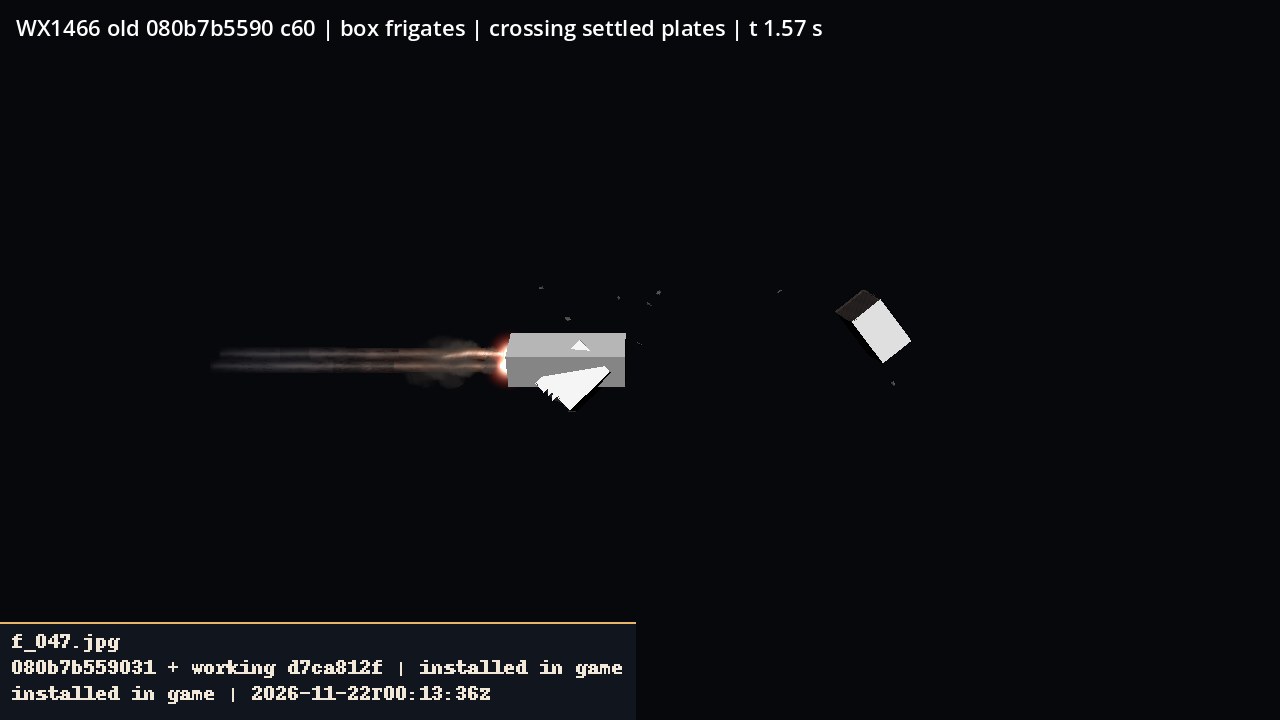 WX1466 old 080b7b5590 c60 | box frigates | crossing settled plates | t 1.57 s
f_047.jpg
080b7b559031 + working d7ca812f | installed in game
installed in game | 2026-11-22T00:13:36Z